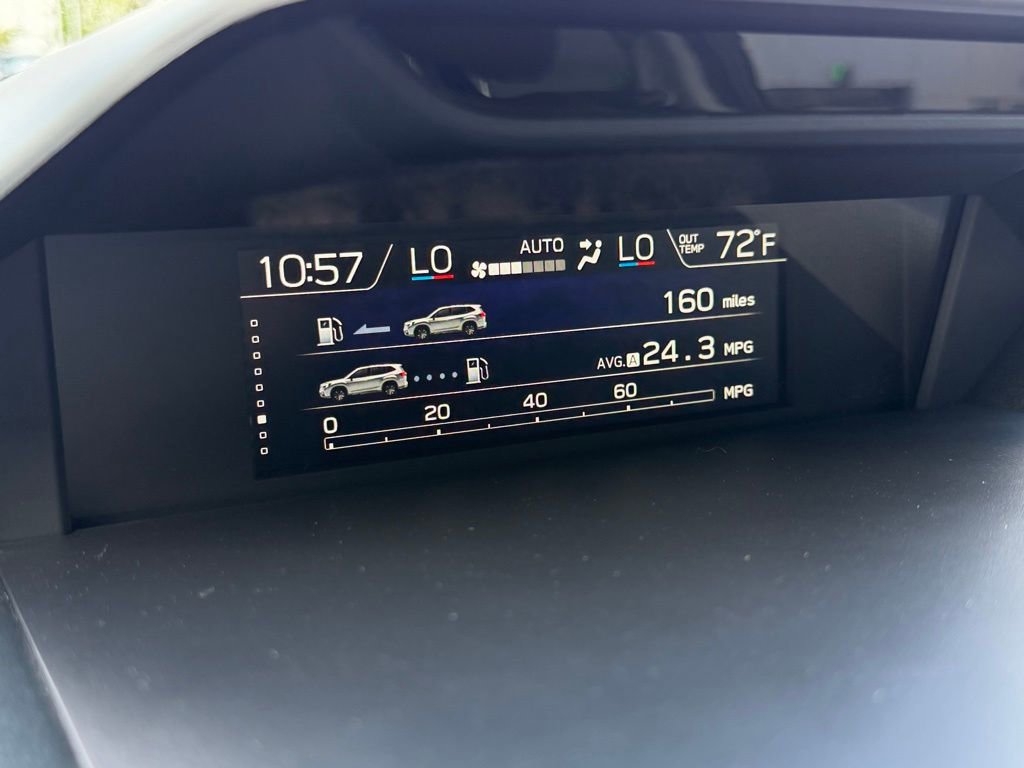 10:57 LO AUTO LO OUT TEMP 72°F
160 miles
AVG. A 24.3 MPG
0 20 40 60 MPG